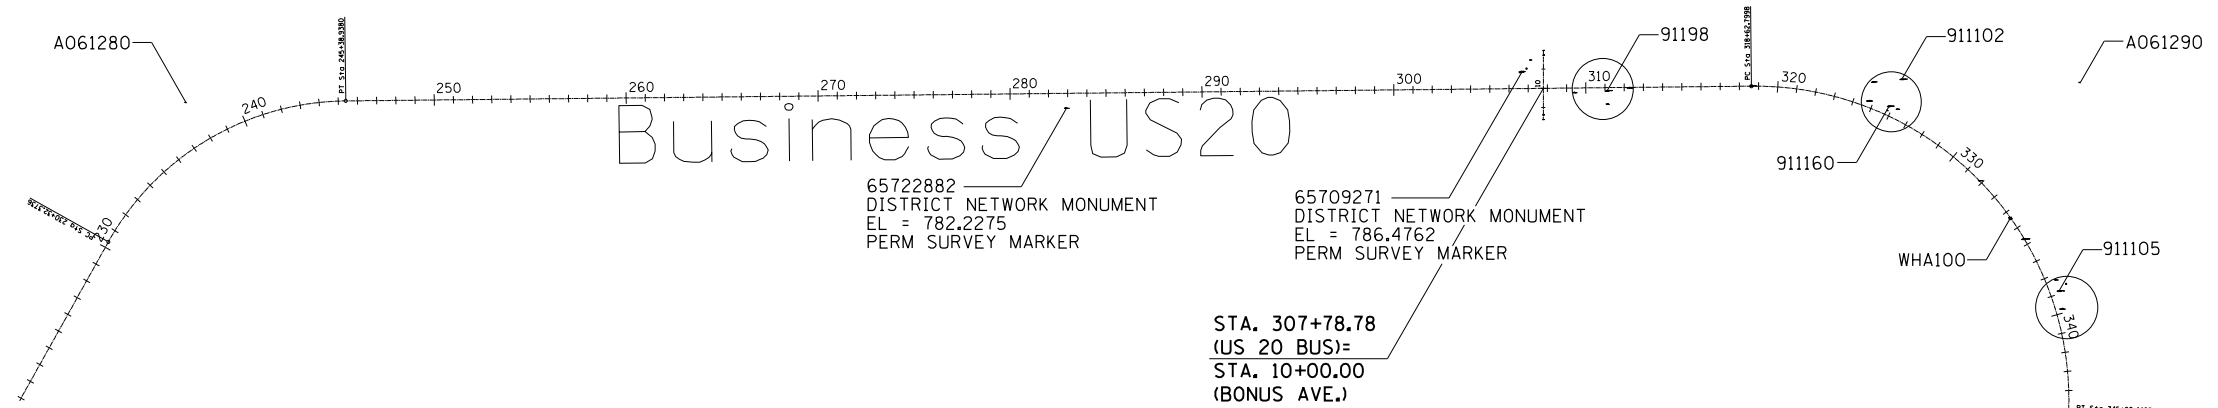 A061280
PT Sta 245+38.9380
240
250
260
270
280
290
300
310
PC Sta 318+62.7998
320
91198
911102
A061290
Business US20
911160
330
65722882
DISTRICT NETWORK MONUMENT
EL = 782.2275
PERM SURVEY MARKER
65709271
DISTRICT NETWORK MONUMENT
EL = 786.4762
PERM SURVEY MARKER
230
WHA100
911105
340
STA. 307+78.78
(US 20 BUS)=
STA. 10+00.00
(BONUS AVE.)